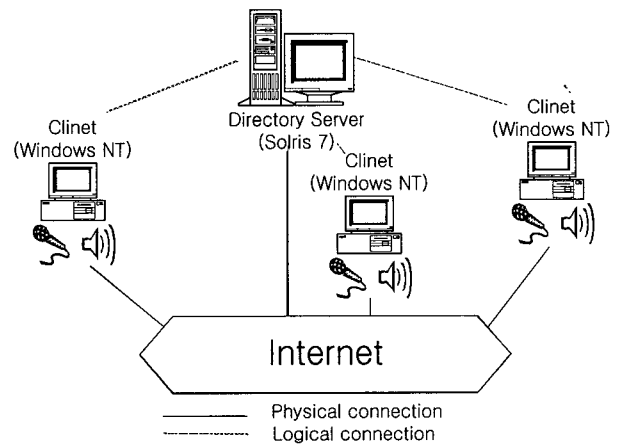 Directory Server
(Solris 7)
Clinet
(Windows NT)
Clinet
(Windows NT)
Clinet
(Windows NT)
Internet
Physical connection
Logical connection